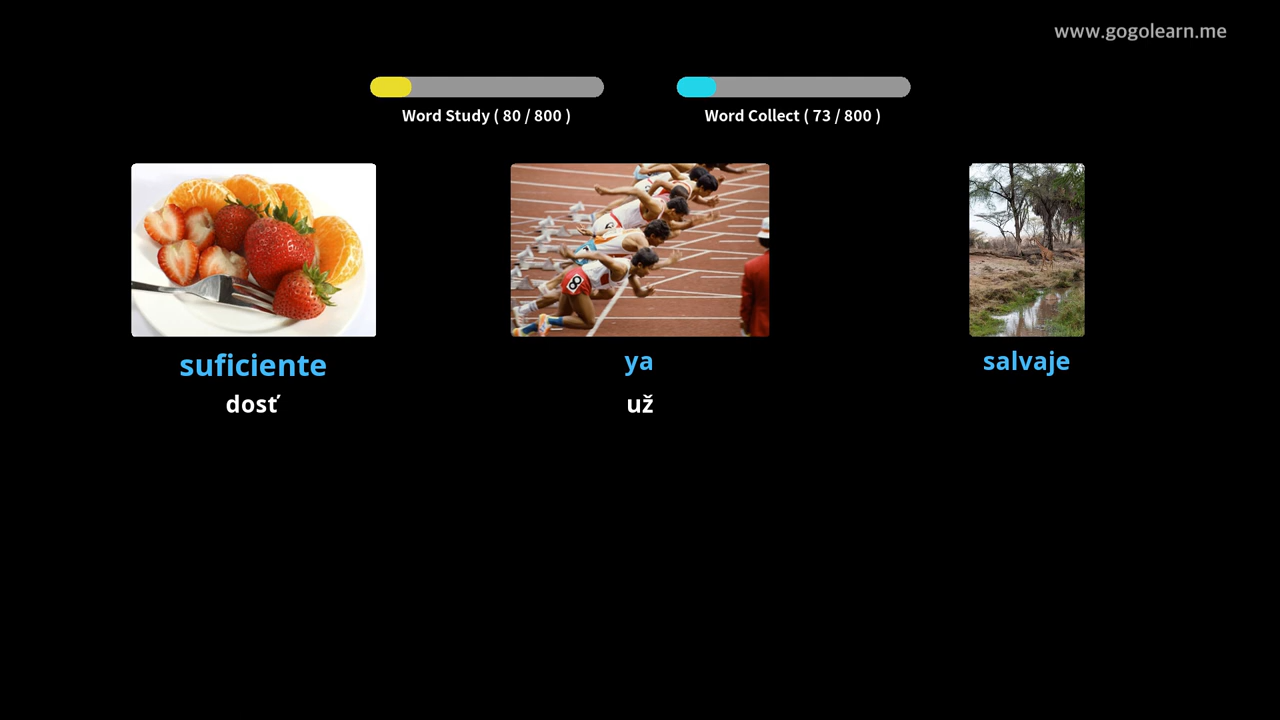 www.gogolearn.me
Word Study ( 80 / 800 )
Word Collect ( 73 / 800 )
suficiente
ya
salvaje
dosť
už